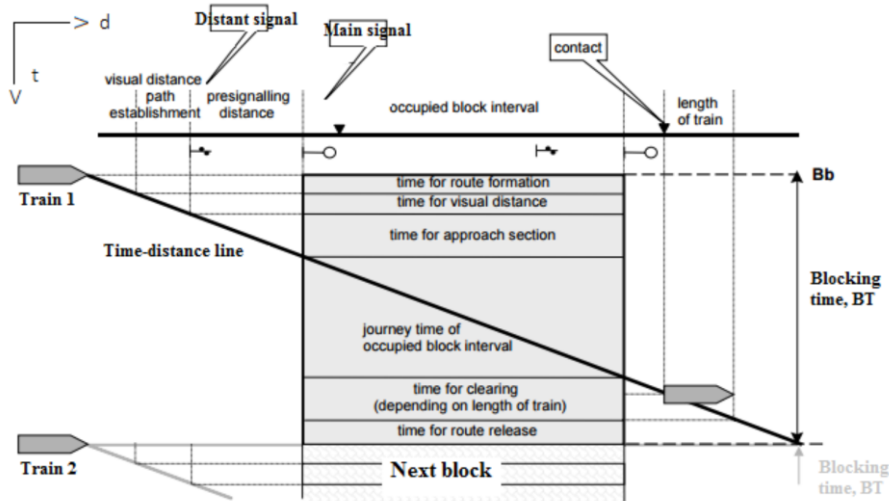 > d
t
V
Distant signal
Main signal
contact
visual distance
path
establishment
presignalling
distance
occupied block interval
length
of train
Train 1
time for route formation
Bb
time for visual distance
time for approach section
Time-distance line
Blocking
time, BT
journey time of
occupied block interval
time for clearing
(depending on length of train)
time for route release
Train 2
Next block
Blocking
time, BT